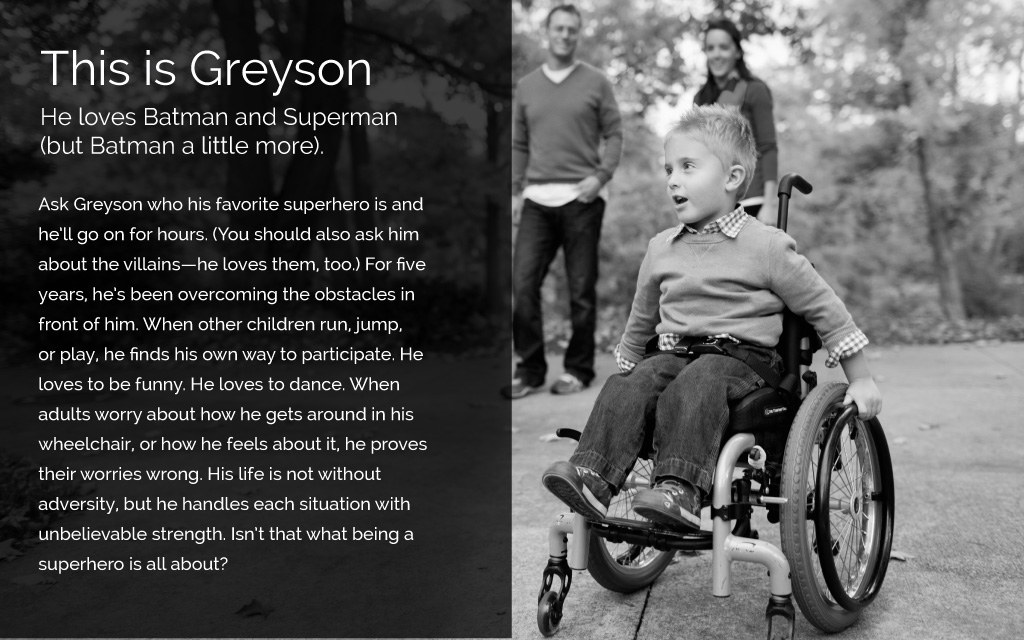 This is Greyson
He loves Batman and Superman
(but Batman a little more).
Ask Greyson who his favorite superhero is and
he'll go on for hours. (You should also ask him
about the villains—he loves them, too.) For five
years, he's been overcoming the obstacles in
front of him. When other children run, jump,
or play, he finds his own way to participate. He
loves to be funny. He loves to dance. When
adults worry about how he gets around in his
wheelchair, or how he feels about it, he proves
their worries wrong. His life is not without
adversity, but he handles each situation with
unbelievable strength. Isn't that what being a
superhero is all about?